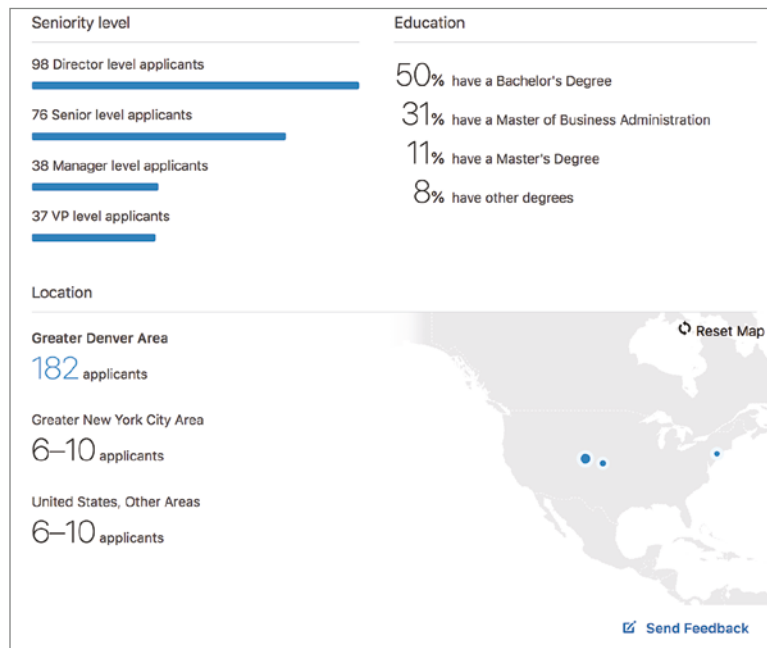 Seniority level
98 Director level applicants
76 Senior level applicants
38 Manager level applicants
37 VP level applicants
Education
50% have a Bachelor's Degree
31% have a Master of Business Administration
11% have a Master's Degree
8% have other degrees
Location
Greater Denver Area
182 applicants
Greater New York City Area
6–10 applicants
United States, Other Areas
6–10 applicants
Reset Map
Send Feedback